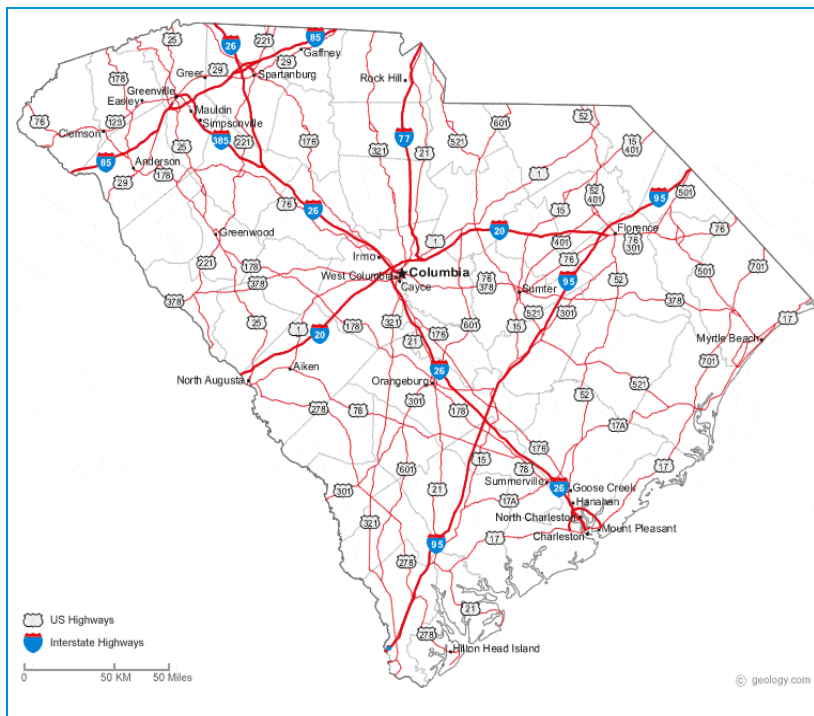 26
221
85
25
Gaffney
29
178
Greer
29
Spartanburg
Rock Hill
Greenville
Easley
Mauldin
Simpsonville
76
123
Clemson
385
221
176
25
77
321
21
521
601
52
15
401
1
85
Anderson
29
178
76
26
52
401
95
501
15
Greenwood
221
178
378
378
Irmo
1
20
401
Florence
76
301
76
76
501
701
Columbia
West Columbia
Cayce
76
378
Sumter
95
52
378
25
1
20
178
321
21
176
601
521
15
301
17
Myrtle Beach
701
Aiken
North Augusta
26
Orangeburg
301
521
52
278
78
178
17A
176
15
78
17
601
21
Summerville
26
Goose Creek
Hanahan
301
17A
321
North Charleston
Mount Pleasant
95
17
Charleston
278
21
278
Hilton Head Island
US Highways
Interstate Highways
0 50 KM 50 Miles
© geology.com